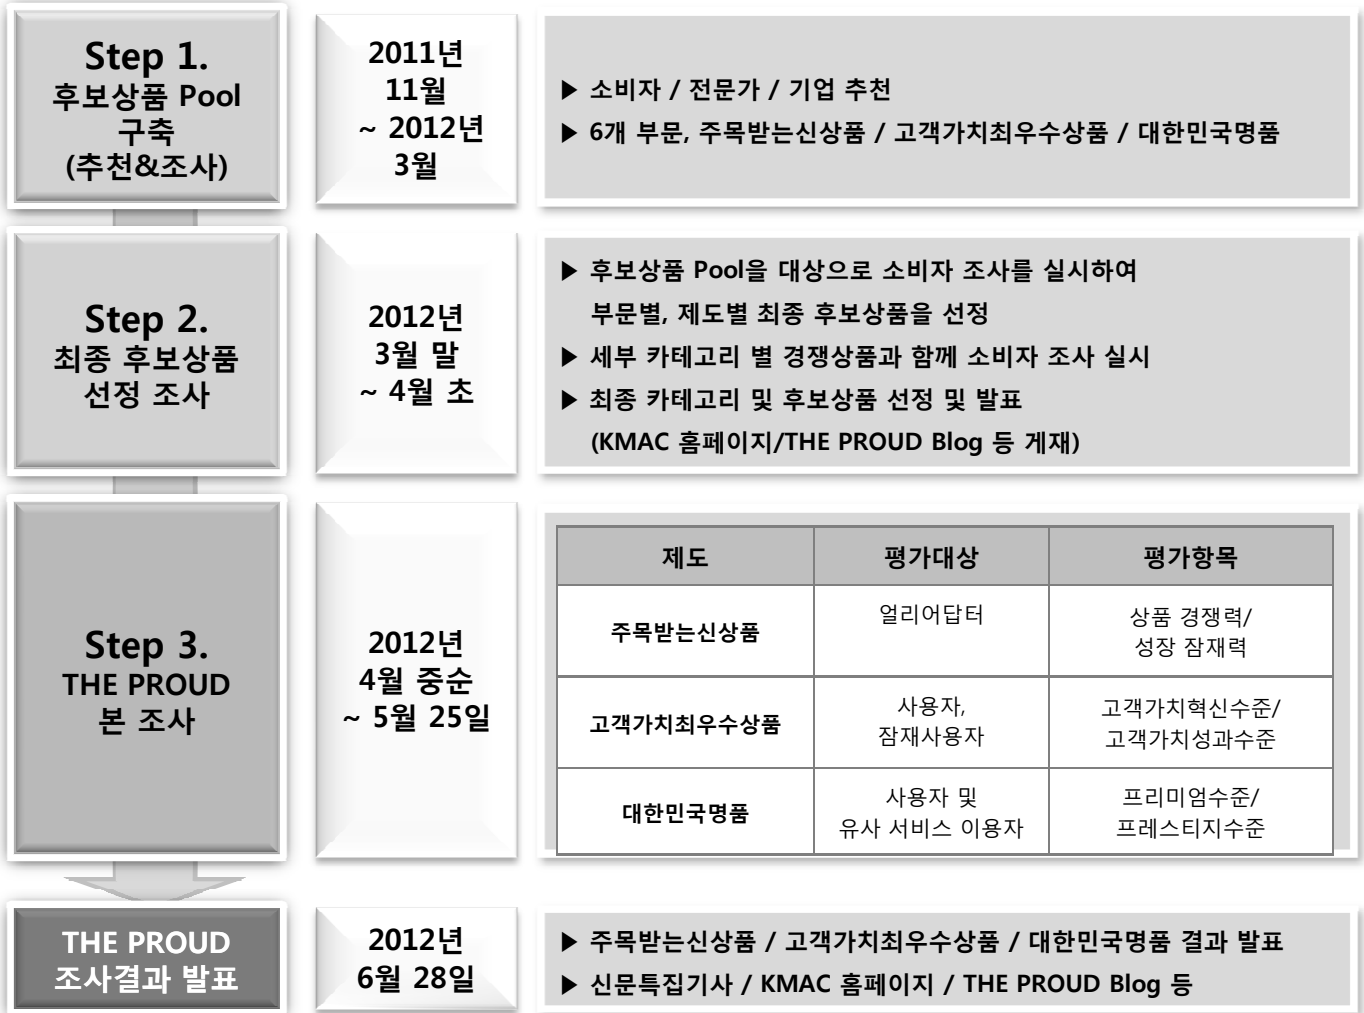 Step 1.
후보상품 Pool
구축
(추천&조사)
2011년
11월
~ 2012년
3월
▶ 소비자 / 전문가 / 기업 추천
▶ 6개 부문, 주목받는신상품 / 고객가치최우수상품 / 대한민국명품
Step 2.
최종 후보상품
선정 조사
2012년
3월 말
~ 4월 초
▶ 후보상품 Pool을 대상으로 소비자 조사를 실시하여
부문별, 제도별 최종 후보상품을 선정
▶ 세부 카테고리 별 경쟁상품과 함께 소비자 조사 실시
▶ 최종 카테고리 및 후보상품 선정 및 발표
(KMAC 홈페이지/THE PROUD Blog 등 게재)
Step 3.
THE PROUD
본 조사
2012년
4월 중순
~ 5월 25일
제도 평가대상 평가항목
주목받는신상품
얼리어답터
상품 경쟁력/
성장 잠재력
고객가치최우수상품
사용자,
잠재사용자
고객가치혁신수준/
고객가치성과수준
대한민국명품
사용자 및
유사 서비스 이용자
프리미엄수준/
프레스티지수준
THE PROUD
조사결과 발표
2012년
6월 28일
▶ 주목받는신상품 / 고객가치최우수상품 / 대한민국명품 결과 발표
▶ 신문특집기사 / KMAC 홈페이지 / THE PROUD Blog 등